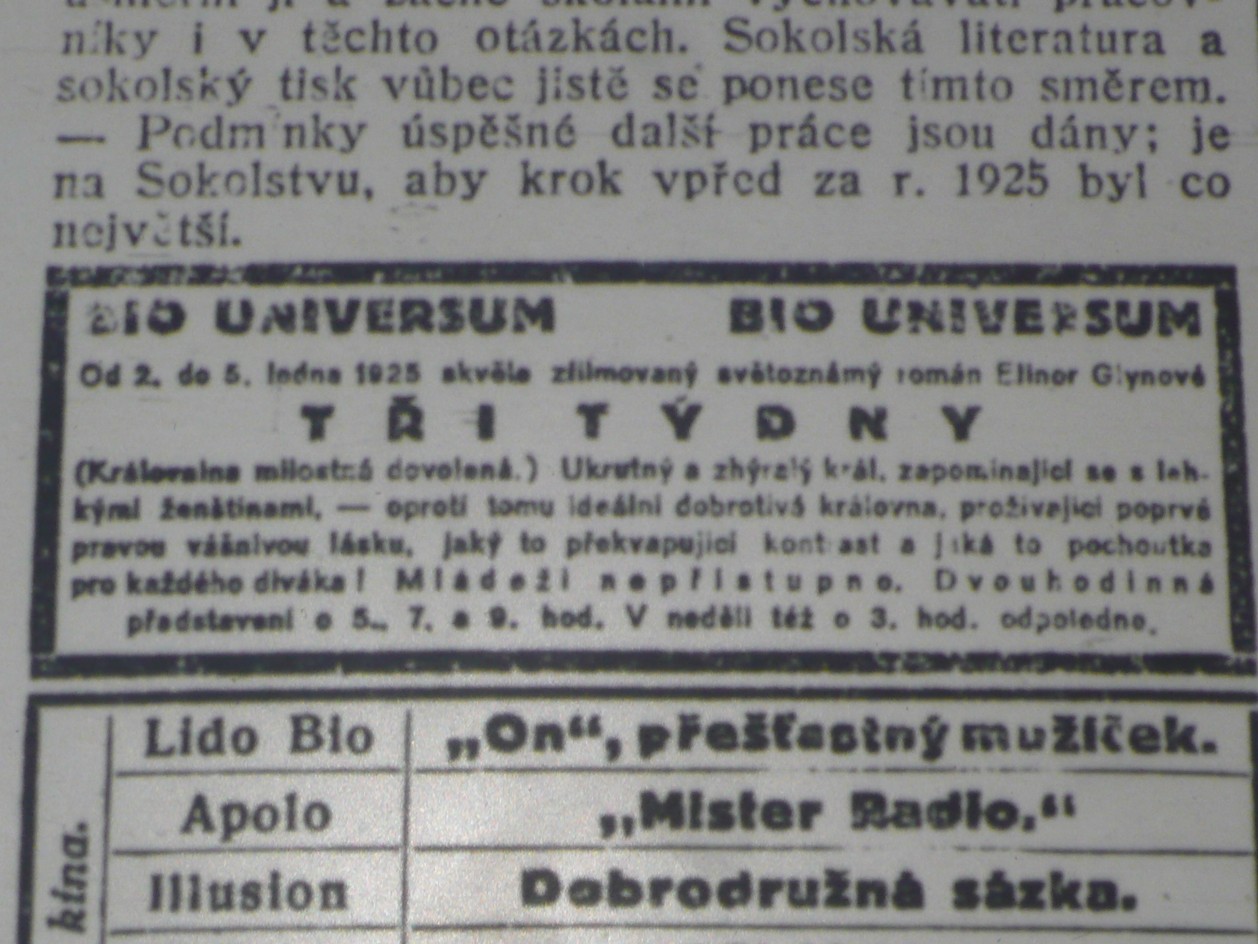 níky i v těchto otázkách. Sokolská literatura a
sokolský tisk vůbec jistě se ponese tímto směrem.
— Podmínky úspěšné další práce jsou dány; je
na Sokolstvu, aby krok vpřed za r. 1925 byl co
největší.
BIO UNIVERSUM BIO UNIVERSUM
Od 2. do 5. ledna 1925 skvěle zfilmovaný světoznámý román Elinor Glynové
TŘI TÝDNY
(Královnina milostná dovolená.) Ukrutný a zhýralý král, zapomínající se s leh-
kými ženštinami, — oproti tomu ideální dobrotivá královna, prožívající poprvé
pravou vášnivou lásku, jaký to překvapující kontrast a jaká to pochoutka
pro každého diváka! Mládeži nepřístupno. Dvouhodinná
představení o 5., 7. a 9. hod. V neděli též o 3. hod. odpoledne.
kina.
Lido Bio „On“, přešťastný mužíček.
Apolo „Mister Radio.“
Illusion Dobrodružná sázka.